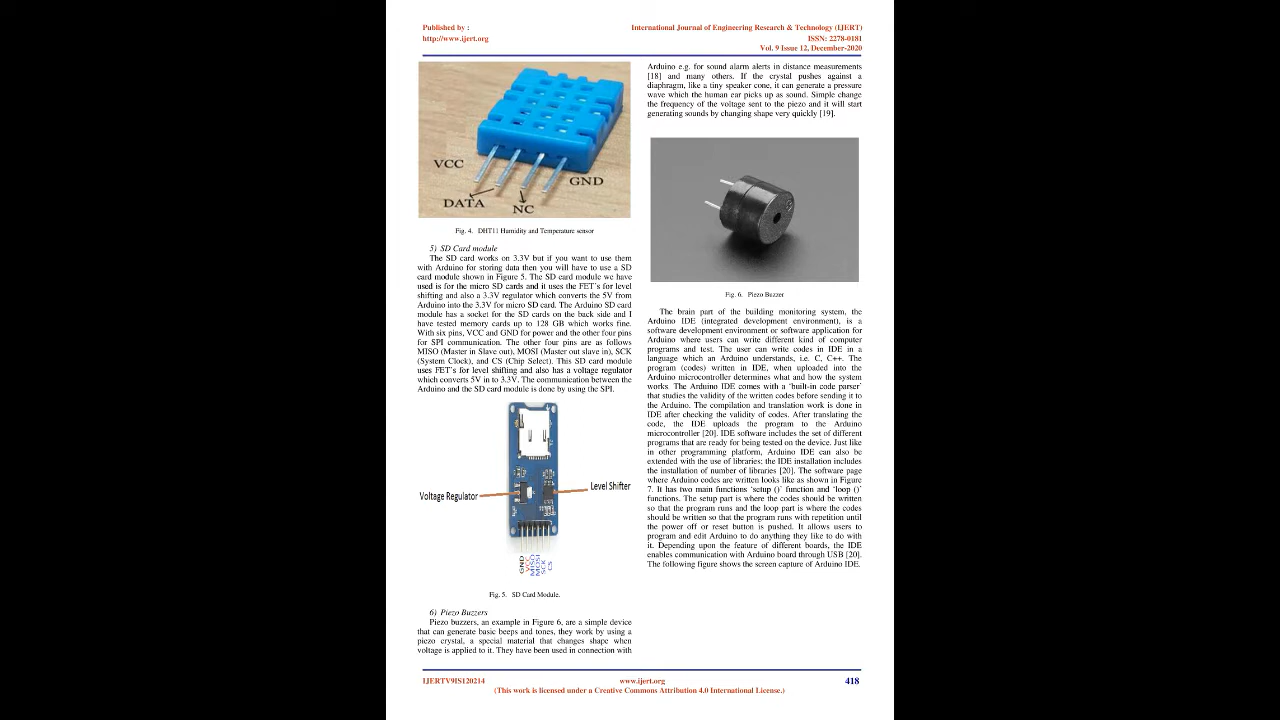 Published by :
http://www.ijert.org
International Journal of Engineering Research & Technology (IJERT)
ISSN: 2278-0181
Vol. 9 Issue 12, December-2020
VCC
DATA
NC
GND
Fig. 4. DHT11 Humidity and Temperature sensor
5) SD Card module
The SD card works on 3.3V but if you want to use them
with Arduino for storing data then you will have to use a SD
card module shown in Figure 5. The SD card module we have
used is for the micro SD cards and it uses the FET's for level
shifting and also a 3.3V regulator which converts the 5V from
Arduino into the 3.3V for micro SD card. The Arduino SD card
module has a socket for the SD cards on the back side and I
have tested memory cards up to 128 GB which works fine.
With six pins, VCC and GND for power and the other four pins
for SPI communication. The other four pins are as follows
MISO (Master in Slave out), MOSI (Master out slave in), SCK
(System Clock), and CS (Chip Select). This SD card module
uses FET's for level shifting and also has a voltage regulator
which converts 5V in to 3.3V. The communication between the
Arduino and the SD card module is done by using the SPI.
Voltage Regulator
Level Shifter
GND
VCC
MISO
MOSI
SCK
CS
Fig. 5. SD Card Module.
6) Piezo Buzzers
Piezo buzzers, an example in Figure 6, are a simple device
that can generate basic beeps and tones, they work by using a
piezo crystal, a special material that changes shape when
voltage is applied to it. They have been used in connection with
Arduino e.g. for sound alarm alerts in distance measurements
[18] and many others. If the crystal pushes against a
diaphragm, like a tiny speaker cone, it can generate a pressure
wave which the human ear picks up as sound. Simple change
the frequency of the voltage sent to the piezo and it will start
generating sounds by changing shape very quickly [19].
Fig. 6. Piezo Buzzer
The brain part of the building monitoring system, the
Arduino IDE (integrated development environment), is a
software development environment or software application for
Arduino where users can write different kind of computer
programs and test. The user can write codes in IDE in a
language which an Arduino understands, i.e. C, C++. The
program (codes) written in IDE, when uploaded into the
Arduino microcontroller determines what and how the system
works. The Arduino IDE comes with a 'built-in code parser'
that studies the validity of the written codes before sending it to
the Arduino. The compilation and translation work is done in
IDE after checking the validity of codes. After translating the
code, the IDE uploads the program to the Arduino
microcontroller [20]. IDE software includes the set of different
programs that are ready for being tested on the device. Just like
in other programming platform, Arduino IDE can also be
extended with the use of libraries; the IDE installation includes
the installation of number of libraries [20]. The software page
where Arduino codes are written looks like as shown in Figure
7. It has two main functions 'setup ()' function and 'loop ()'
functions. The setup part is where the codes should be written
so that the program runs and the loop part is where the codes
should be written so that the program runs with repetition until
the power off or reset button is pushed. It allows users to
program and edit Arduino to do anything they like to do with
it. Depending upon the feature of different boards, the IDE
enables communication with Arduino board through USB [20].
The following figure shows the screen capture of Arduino IDE.
IJERTV9IS120214
www.ijert.org
418
(This work is licensed under a Creative Commons Attribution 4.0 International License.)